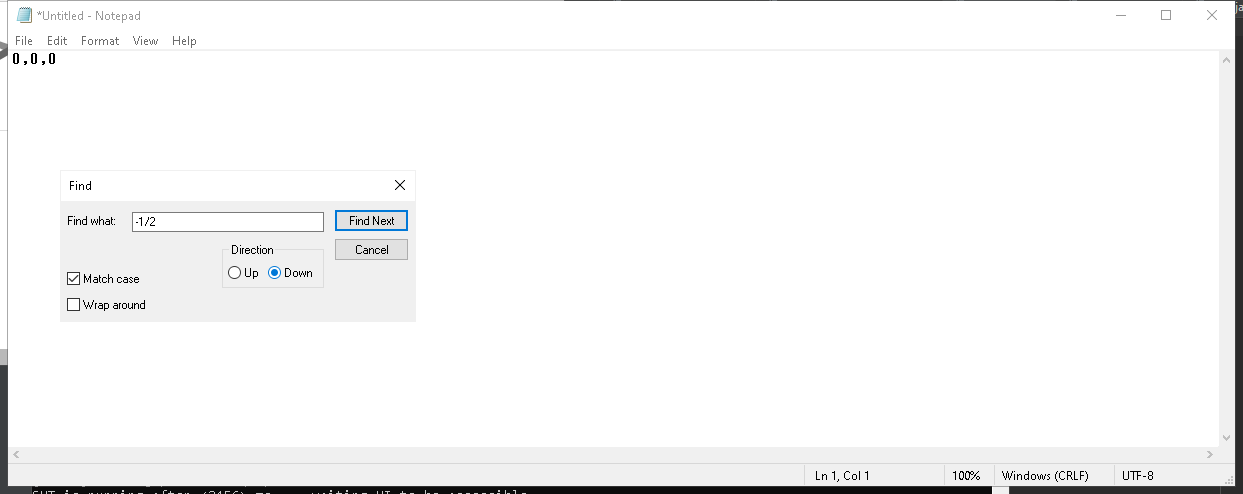 *Untitled - Notepad
File Edit Format View Help
0,0,0
Find
Find what: -1/2 Find Next
Direction Cancel
Up Down
Match case
Wrap around
Ln 1, Col 1 100% Windows (CRLF) UTF-8